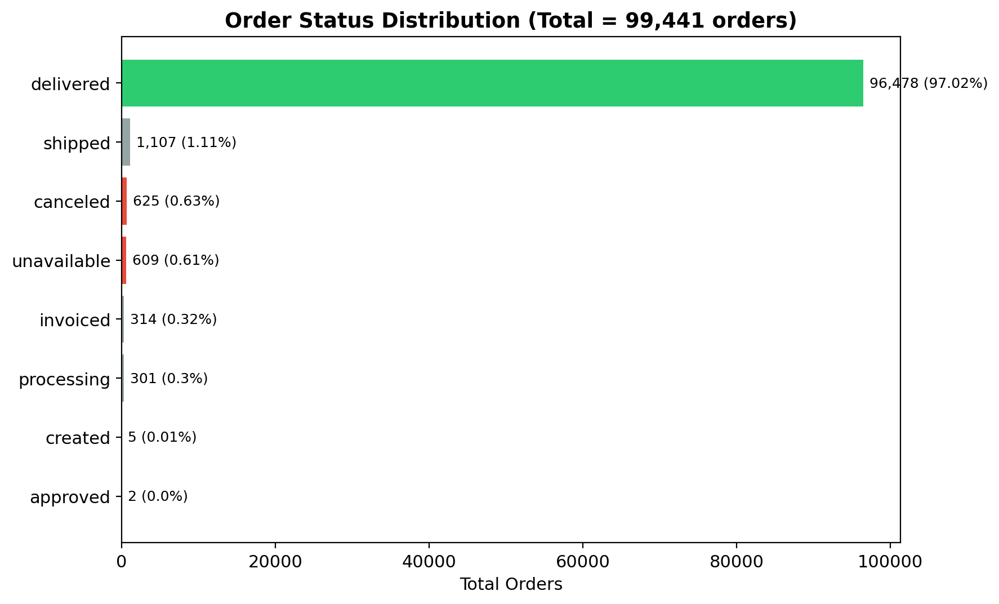 Order Status Distribution (Total = 99,441 orders)
delivered 96,478 (97.02%)
shipped 1,107 (1.11%)
canceled 625 (0.63%)
unavailable 609 (0.61%)
invoiced 314 (0.32%)
processing 301 (0.3%)
created 5 (0.01%)
approved 2 (0.0%)
0 20000 40000 60000 80000 100000
Total Orders